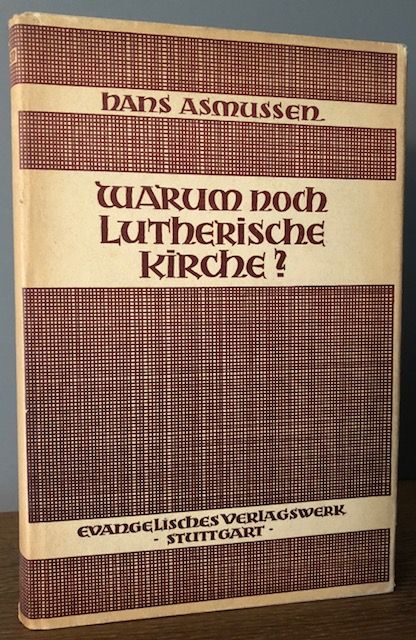 Hans Asmussen
Warum noch
Lutherische
Kirche?
Evangelisches Verlagswerk
- Stuttgart -